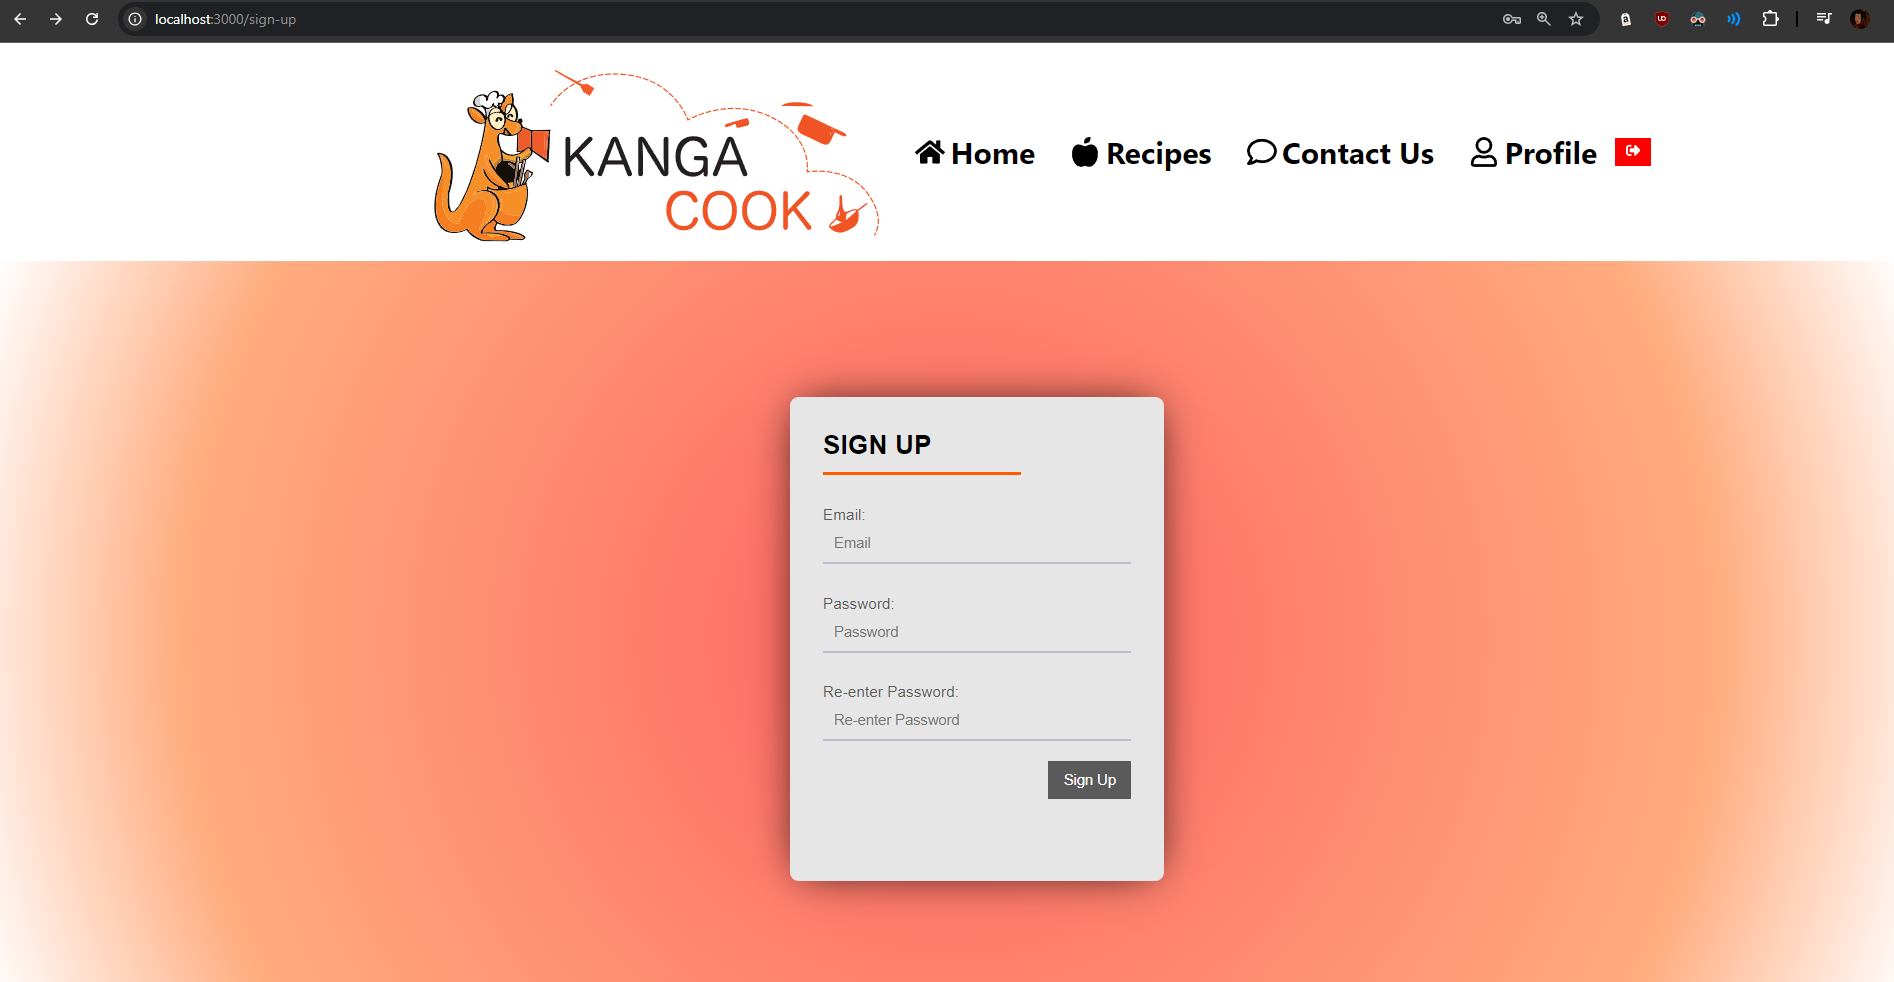 localhost:3000/sign-up
KANGA
COOK
Home Recipes Contact Us Profile
SIGN UP
Email:
Email
Password:
Password
Re-enter Password:
Re-enter Password
Sign Up